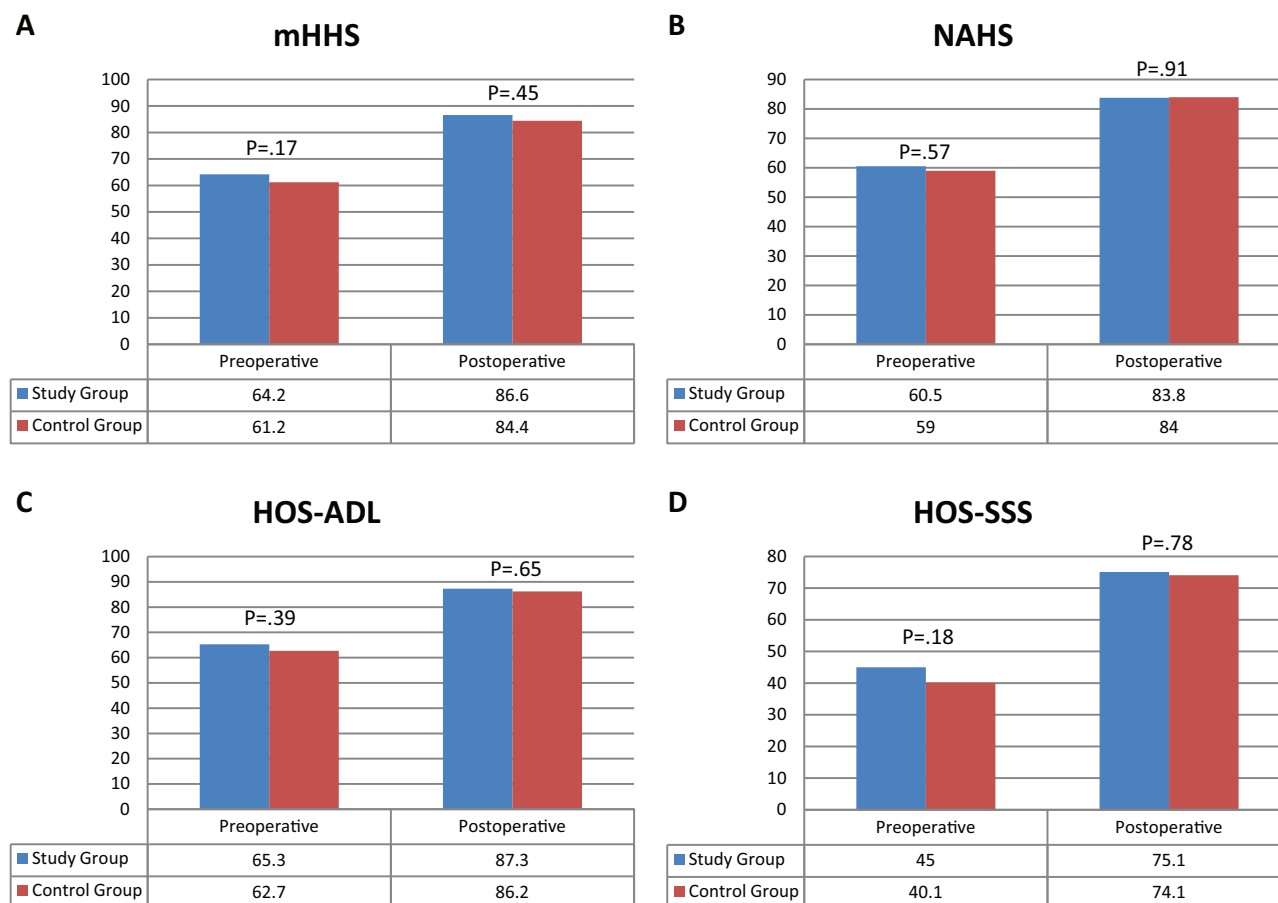 A
mHHS
100
90
80
70
60
50
40
30
20
10
0
P=.17
P=.45
Preoperative Postoperative
Study Group 64.2 86.6
Control Group 61.2 84.4
B
NAHS
90
80
70
60
50
40
30
20
10
0
P=.57
P=.91
Preoperative Postoperative
Study Group 60.5 83.8
Control Group 59 84
C
HOS-ADL
100
90
80
70
60
50
40
30
20
10
0
P=.39
P=.65
Preoperative Postoperative
Study Group 65.3 87.3
Control Group 62.7 86.2
D
HOS-SSS
80
70
60
50
40
30
20
10
0
P=.18
P=.78
Preoperative Postoperative
Study Group 45 75.1
Control Group 40.1 74.1